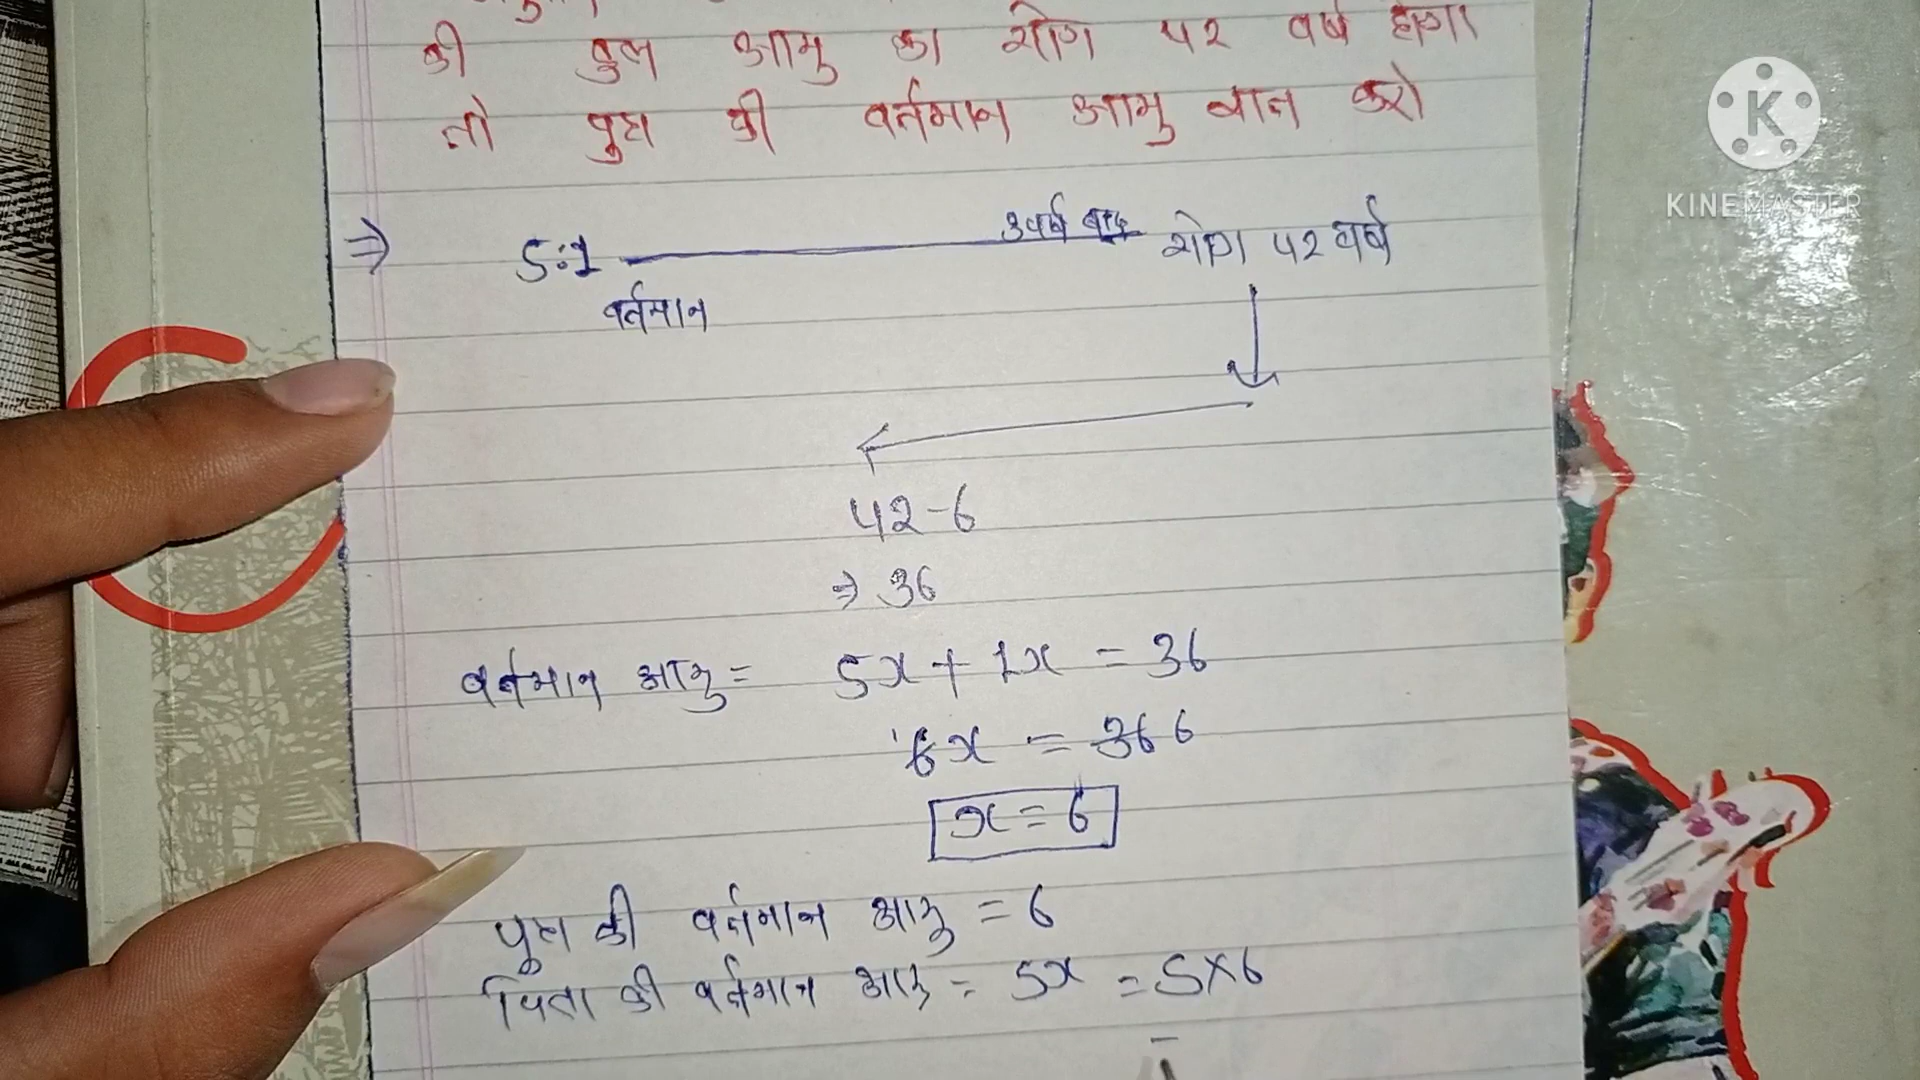 की कुल आयु का योग 42 वर्ष होगा
तो पुत्र की वर्तमान आयु ज्ञात करो
⇒ 5:1 3 वर्ष बाद योग 42 वर्ष
वर्तमान
42-6
⇒ 36
वर्तमान आयु = 5x + 1x = 36
6x = 36 6
x = 6
पुत्र की वर्तमान आयु = 6
पिता की वर्तमान आयु = 5x = 5×6
K
KINEMASTER